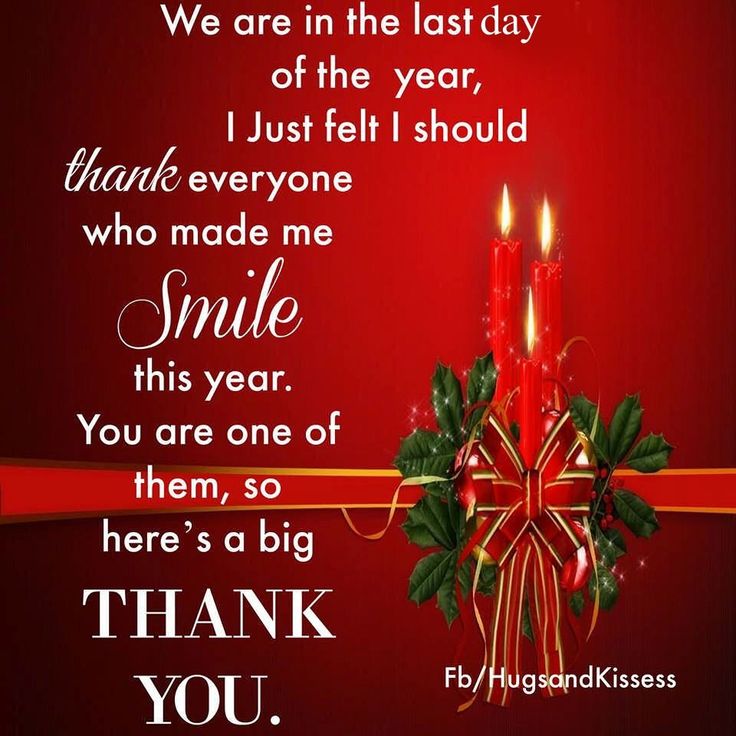 We are in the last day
of the year,
I Just felt I should
thank everyone
who made me
Smile
this year.
You are one of
them, so
here's a big
THANK
YOU.
Fb/HugsandKissess